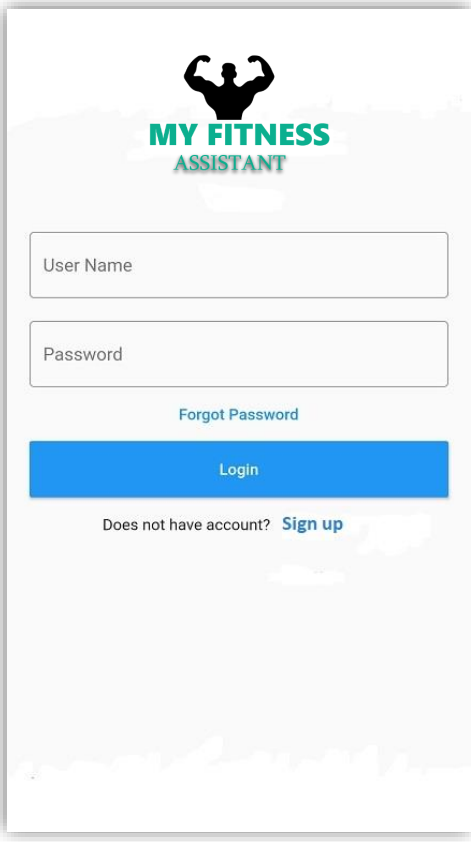 MY FITNESS
ASSISTANT
User Name
Password
Forgot Password
Login
Does not have account? Sign up